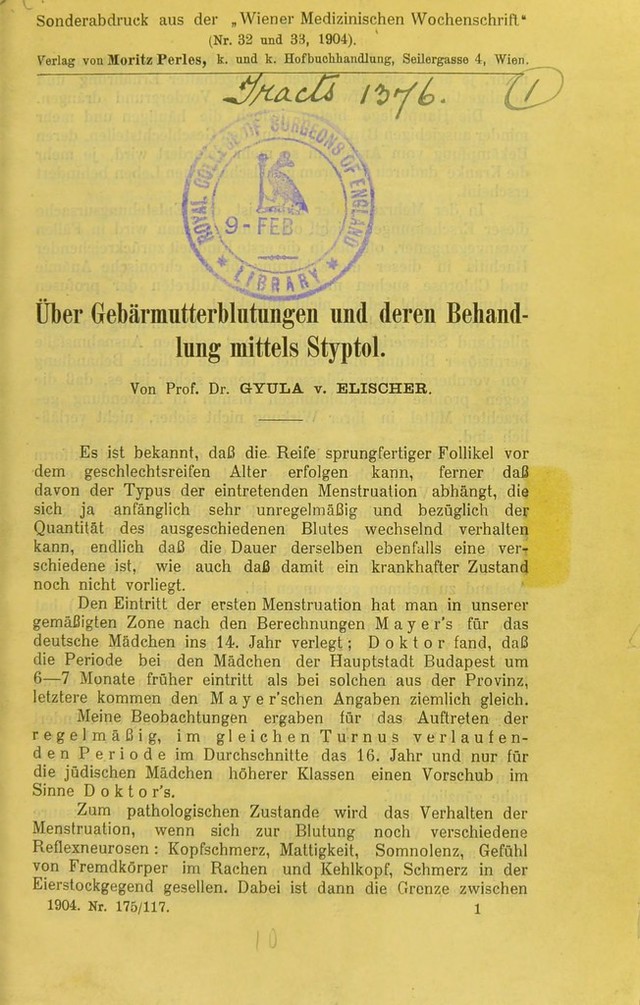 Sonderabdruck aus der „Wiener Medizinischen Wochenschrift“
(Nr. 32 und 33, 1904).
Verlag von Moritz Perles, k. und k. Hofbuchhandlung, Seilergasse 4, Wien.
Tracts 1376. (1)
ROYAL COLLEGE OF SURGEONS OF ENGLAND
9-FEB
* LIBRARY *
Über Gebärmutterblutungen und deren Behand-
lung mittels Styptol.
Von Prof. Dr. GYULA v. ELISCHER.
Es ist bekannt, daß die Reife sprungfertiger Follikel vor
dem geschlechtsreifen Alter erfolgen kann, ferner daß
davon der Typus der eintretenden Menstruation abhängt, die
sich ja anfänglich sehr unregelmäßig und bezüglich der
Quantität des ausgeschiedenen Blutes wechselnd verhalten
kann, endlich daß die Dauer derselben ebenfalls eine ver-
schiedene ist, wie auch daß damit ein krankhafter Zustand
noch nicht vorliegt.
Den Eintritt der ersten Menstruation hat man in unserer
gemäßigten Zone nach den Berechnungen Mayer's für das
deutsche Mädchen ins 14. Jahr verlegt; Doktor fand, daß
die Periode bei den Mädchen der Hauptstadt Budapest um
6—7 Monate früher eintritt als bei solchen aus der Provinz,
letztere kommen den Mayer'schen Angaben ziemlich gleich.
Meine Beobachtungen ergaben für das Auftreten der
regelmäßig, im gleichen Turnus verlaufen-
den Periode im Durchschnitte das 16. Jahr und nur für
die jüdischen Mädchen höherer Klassen einen Vorschub im
Sinne Doktor's.
Zum pathologischen Zustande wird das Verhalten der
Menstruation, wenn sich zur Blutung noch verschiedene
Reflexneurosen: Kopfschmerz, Mattigkeit, Somnolenz, Gefühl
von Fremdkörper im Rachen und Kehlkopf, Schmerz in der
Eierstockgegend gesellen. Dabei ist dann die Grenze zwischen
1904. Nr. 175/117. 1
10